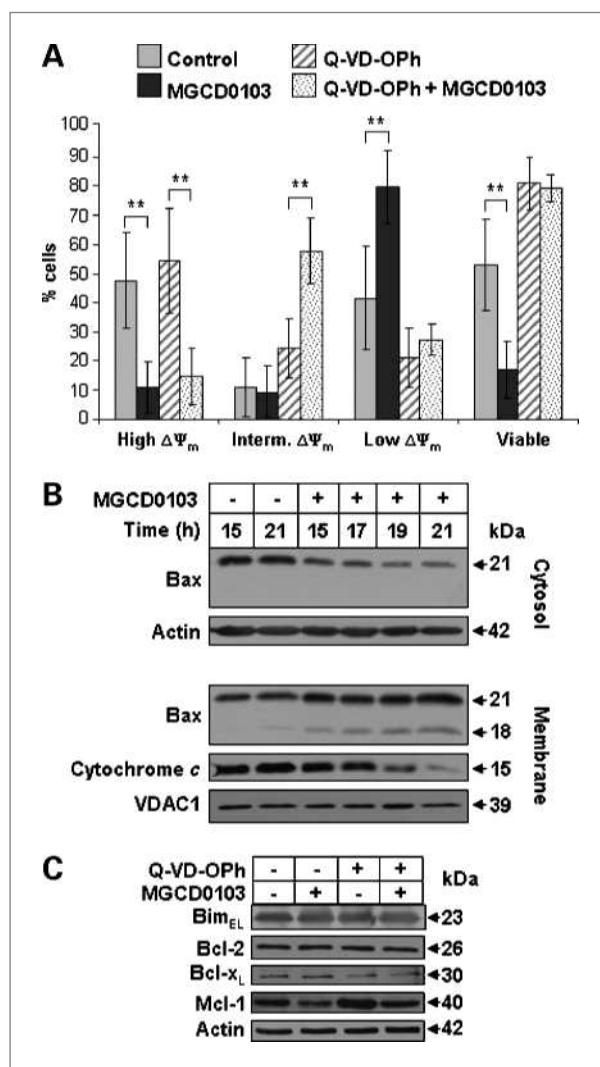 A
Control
Q-VD-OPh
MGCD0103
Q-VD-OPh + MGCD0103
100
90
80
70
60
50
40
30
20
10
0
% cells
**
**
**
**
**
High ΔΨm
Interm. ΔΨm
Low ΔΨm
Viable
B
MGCD0103 - - + + + +
Time (h) 15 21 15 17 19 21 kDa
Bax 21
Actin 42
Cytosol
Bax 21
18
Cytochrome c 15
VDAC1 39
Membrane
C
Q-VD-OPh - - + + kDa
MGCD0103 - + - +
BimEL 23
Bcl-2 26
Bcl-xL 30
Mcl-1 40
Actin 42